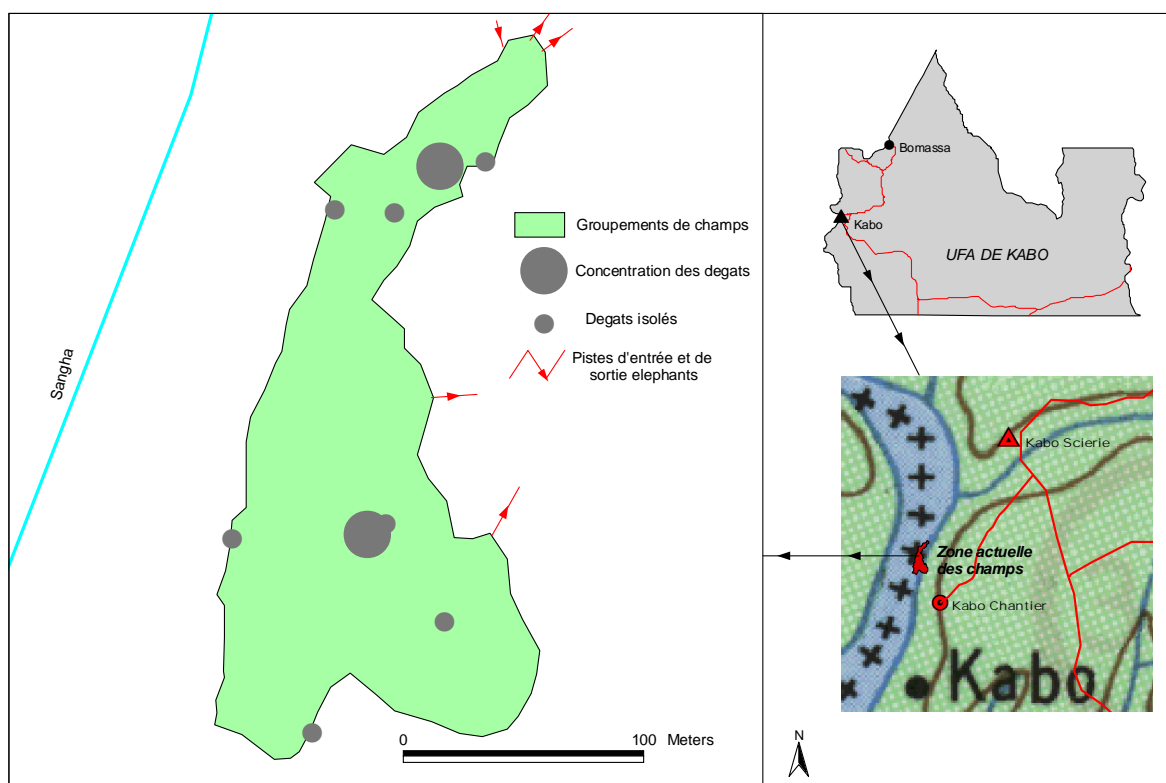 Sangha
Groupements de champs
Concentration des degats
Degats isolés
Pistes d'entrée et de
sortie elephants
0
100
Meters
Bomassa
Kabo
UFA DE KABO
Kabo Scierie
Zone actuelle
des champs
Kabo Chantier
Kabo
N